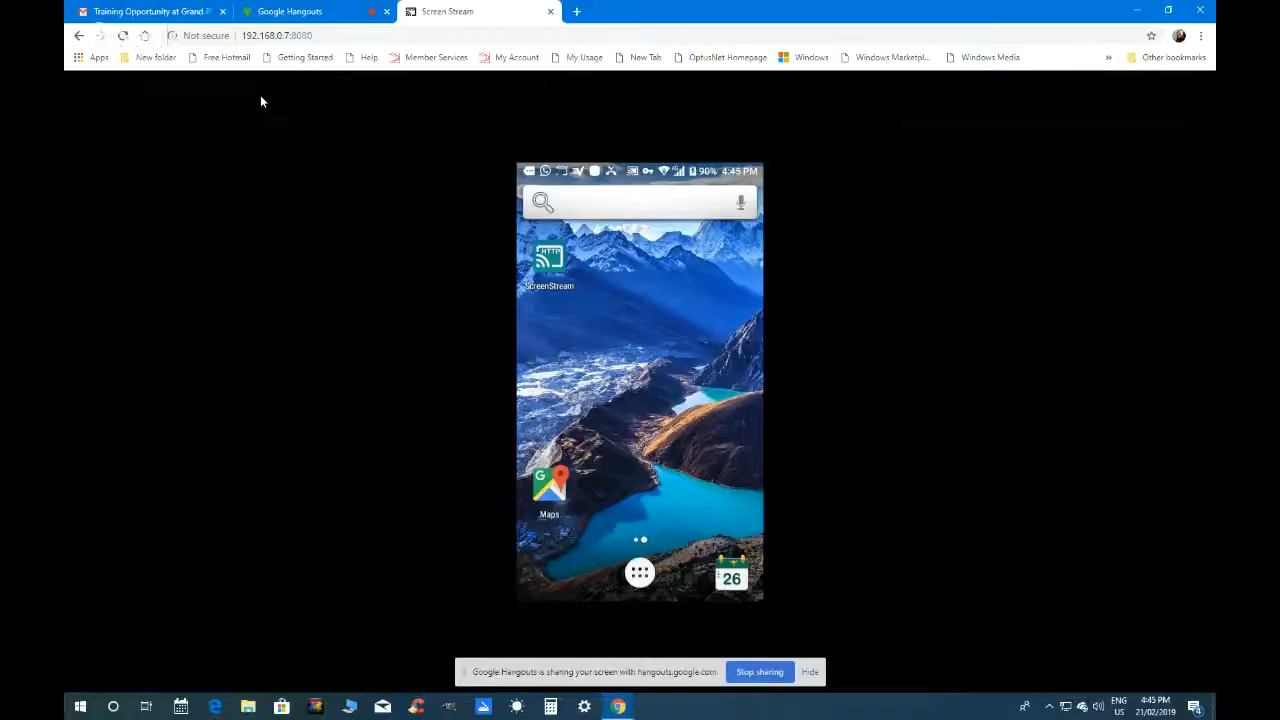 Training Opportunity at Grand P
Google Hangouts
Screen Stream
Not secure
192.168.0.7:8080
Apps
New folder
Free Hotmail
Getting Started
Help
Member Services
My Account
My Usage
New Tab
OptusNet Homepage
Windows
Windows Marketpl...
Windows Media
»
Other bookmarks
90% 4:45 PM
HTTP
ScreenStream
G
Maps
26
Google Hangouts is sharing your screen with hangouts.google.com.
Stop sharing
Hide
ENG
US
4:45 PM
21/02/2019